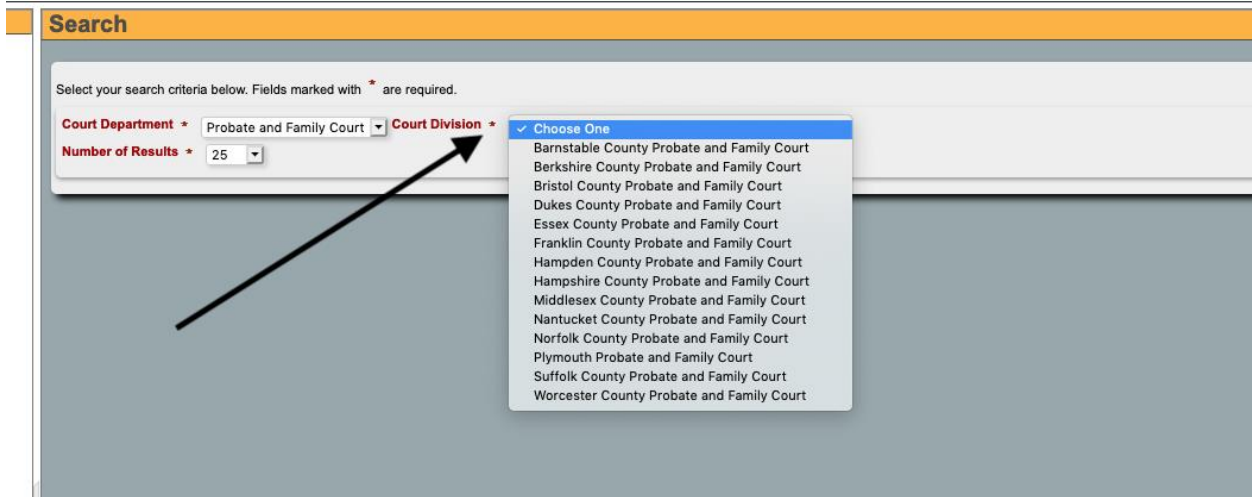 Search
Select your search criteria below. Fields marked with * are required.
Court Department * Probate and Family Court Court Division * Choose One
Number of Results * 25
Barnstable County Probate and Family Court
Berkshire County Probate and Family Court
Bristol County Probate and Family Court
Dukes County Probate and Family Court
Essex County Probate and Family Court
Franklin County Probate and Family Court
Hampden County Probate and Family Court
Hampshire County Probate and Family Court
Middlesex County Probate and Family Court
Nantucket County Probate and Family Court
Norfolk County Probate and Family Court
Plymouth Probate and Family Court
Suffolk County Probate and Family Court
Worcester County Probate and Family Court